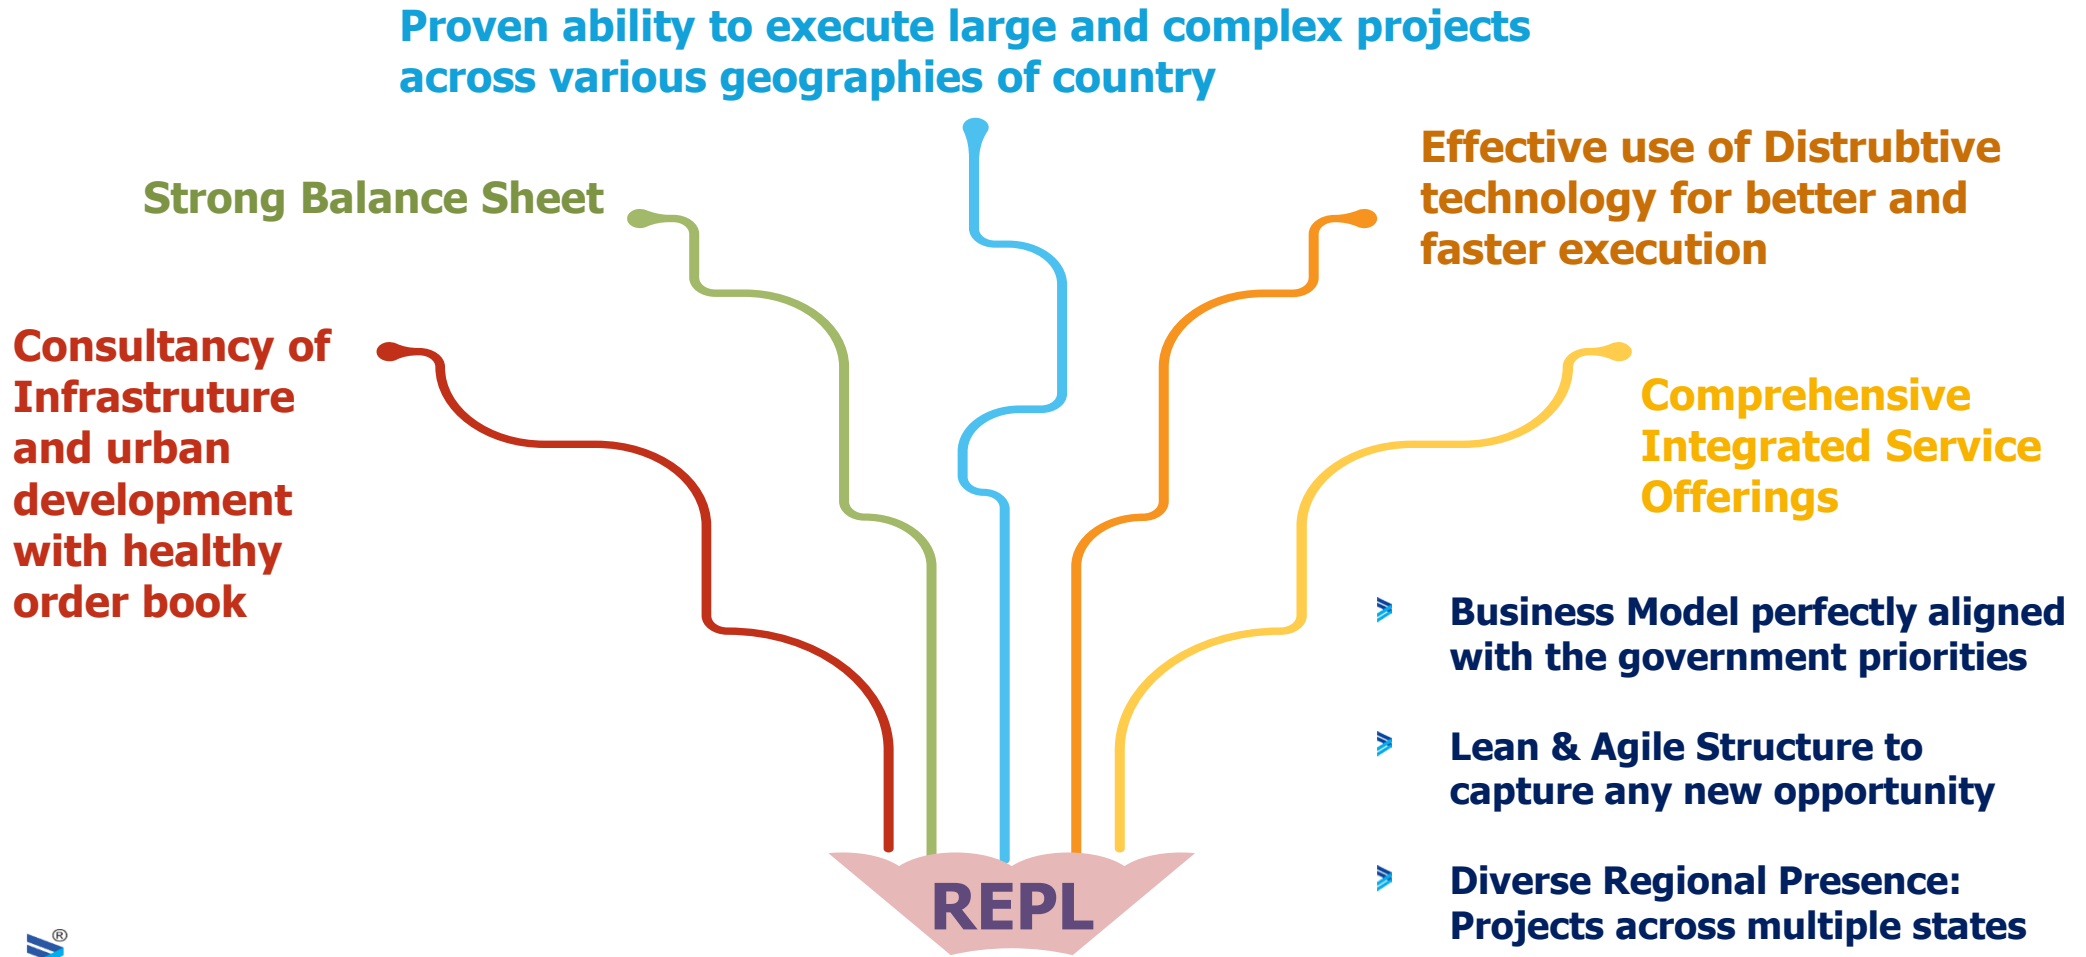 Proven ability to execute large and complex projects
across various geographies of country
Strong Balance Sheet
Effective use of Distrubtive
technology for better and
faster execution
Consultancy of
Infrastruture
and urban
development
with healthy
order book
Comprehensive
Integrated Service
Offerings
Business Model perfectly aligned
with the government priorities
Lean & Agile Structure to
capture any new opportunity
Diverse Regional Presence:
Projects across multiple states
REPL
®